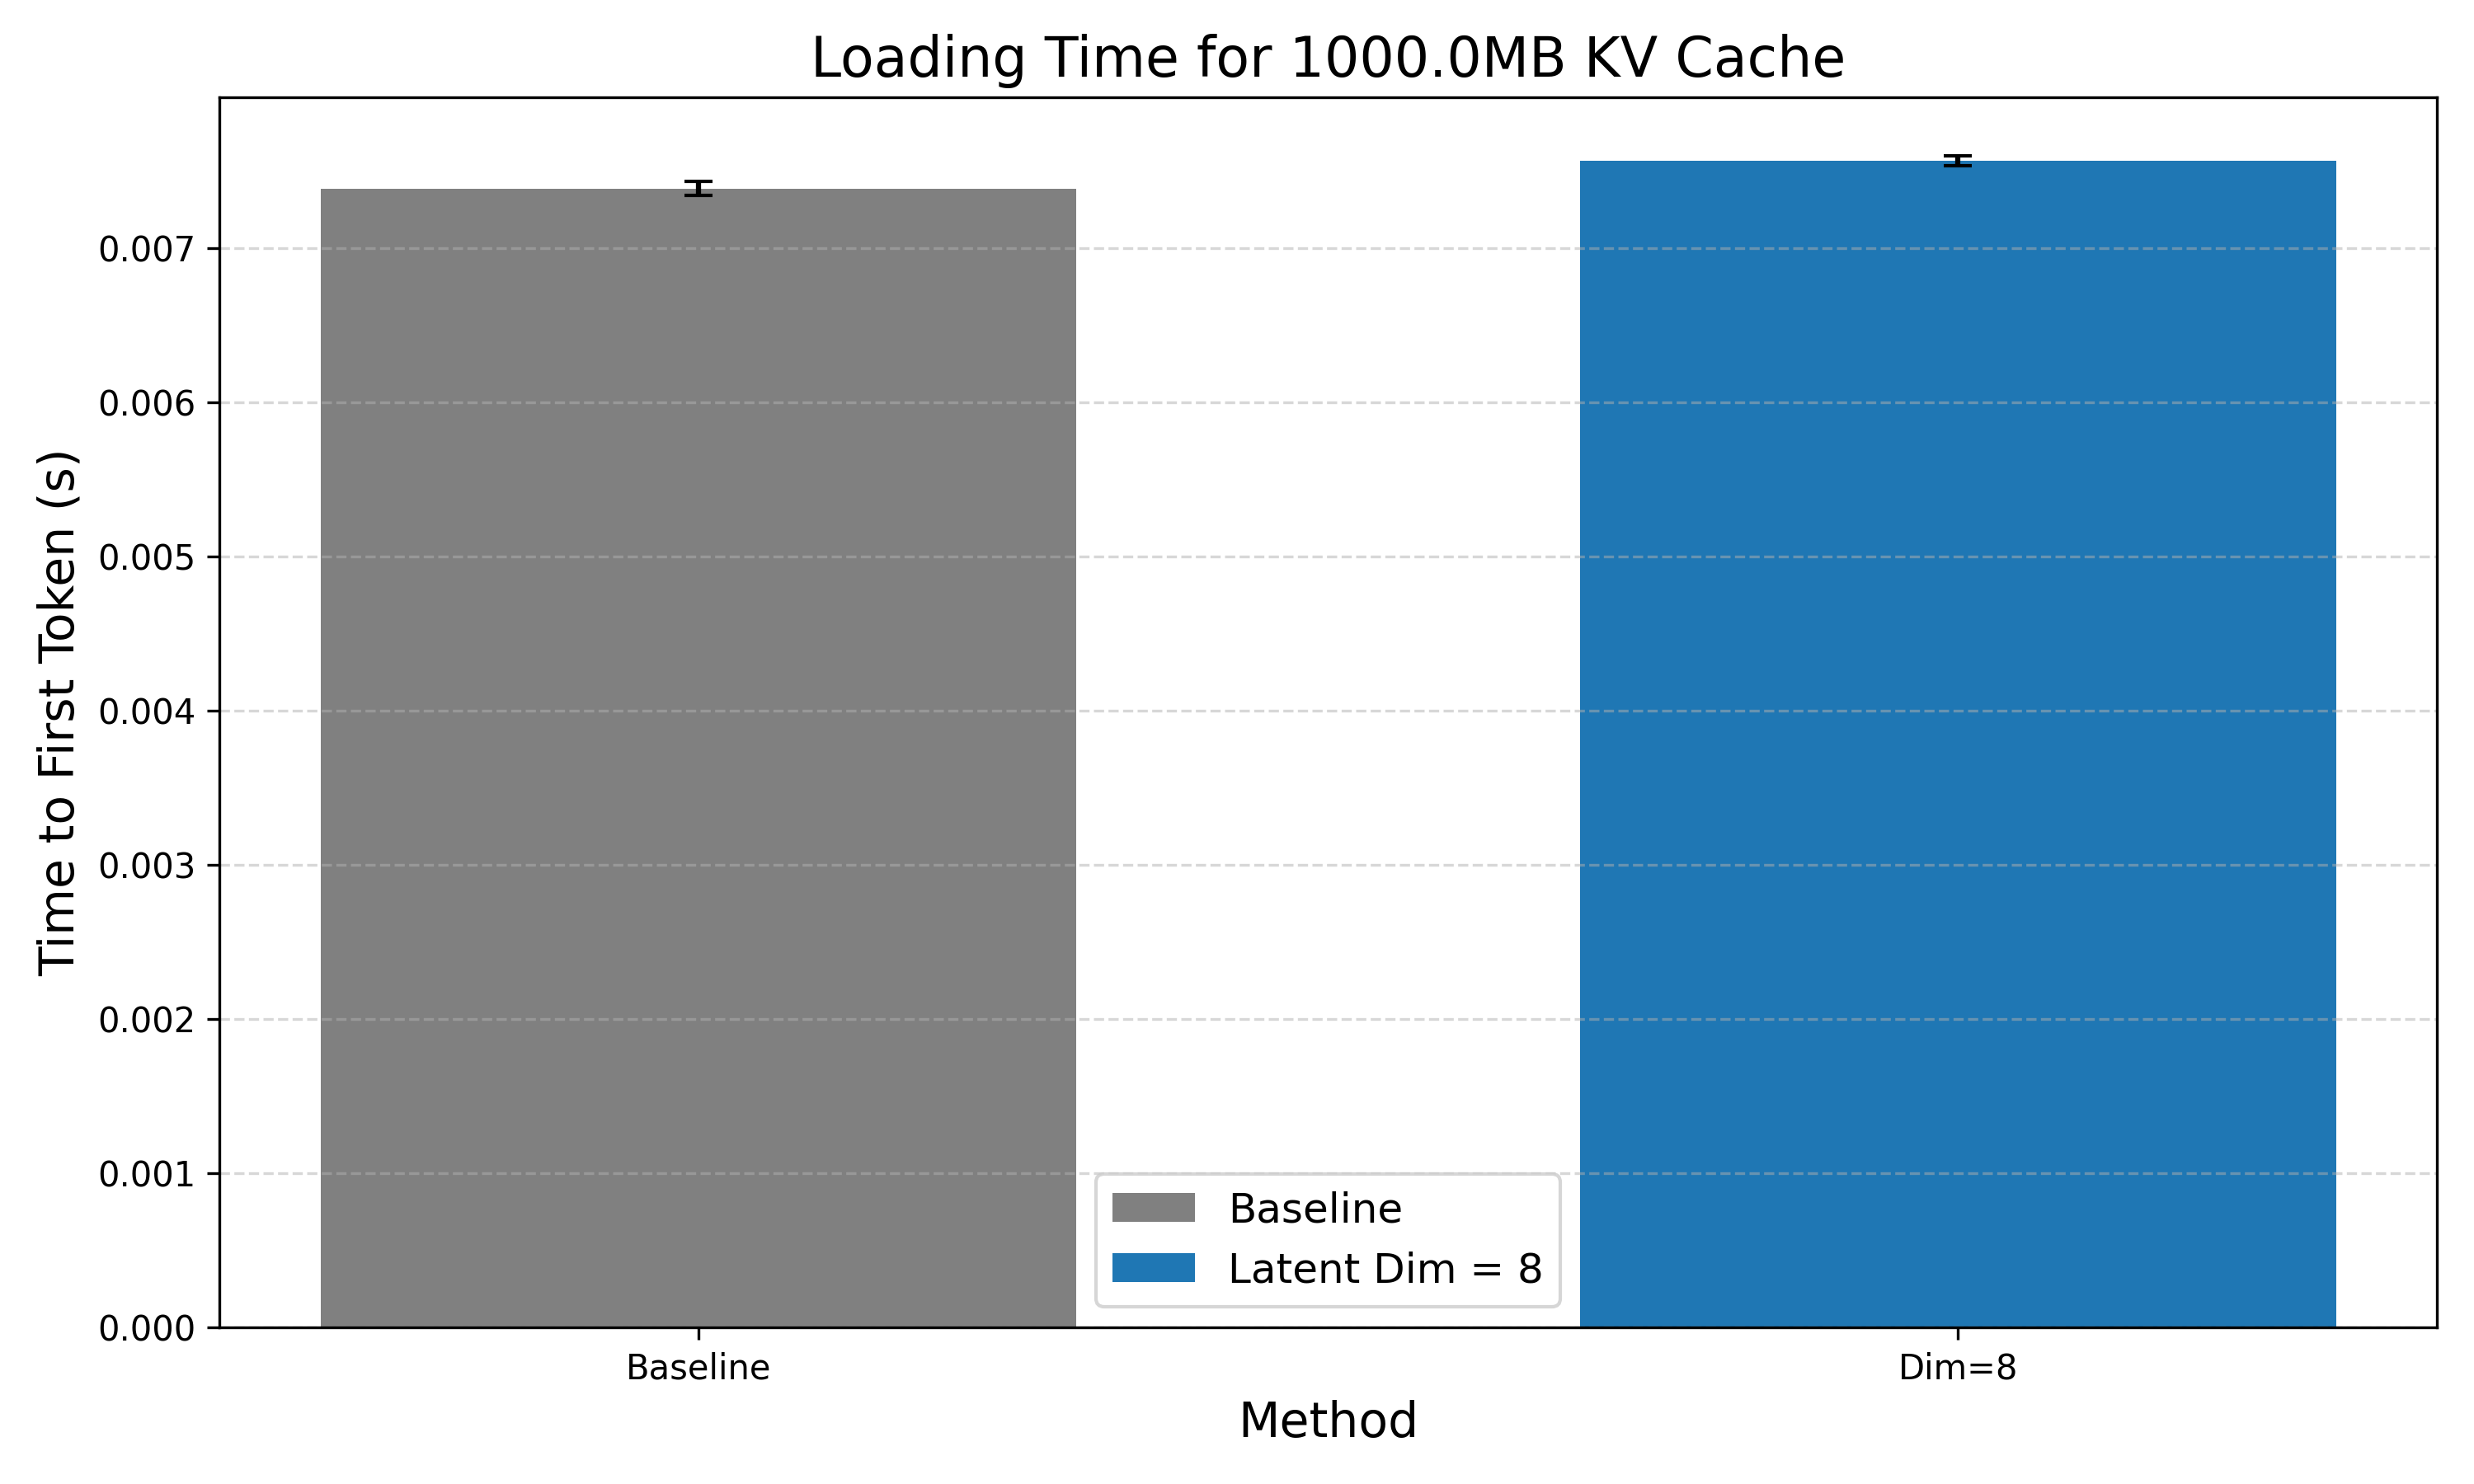 Loading Time for 1000.0MB KV Cache
Time to First Token (s)
0.007
0.006
0.005
0.004
0.003
0.002
0.001
0.000
Baseline
Latent Dim = 8
Baseline
Dim=8
Method